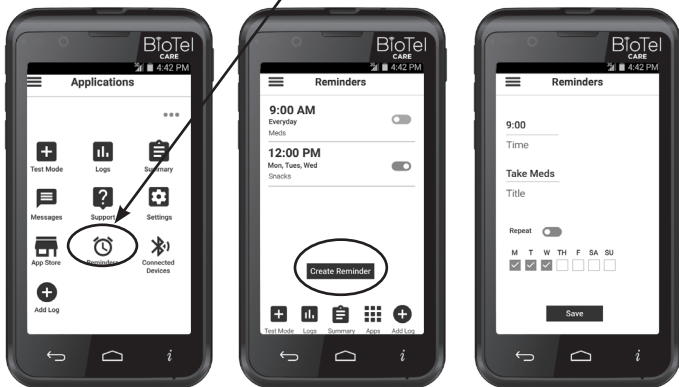 BioTel
CARE
3G 4:42 PM
Applications
Test Mode Logs Summary
Messages Support Settings
App Store Reminders Connected
Devices
Add Log
i
BioTel
CARE
3G 4:42 PM
Reminders
9:00 AM
Everyday
Meds
12:00 PM
Mon, Tues, Wed
Snacks
Create Reminder
Test Mode Logs Summary Apps Add Log
i
BioTel
CARE
3G 4:42 PM
Reminders
9:00
Time
Take Meds
Title
Repeat
M T W TH F SA SU
Save
i